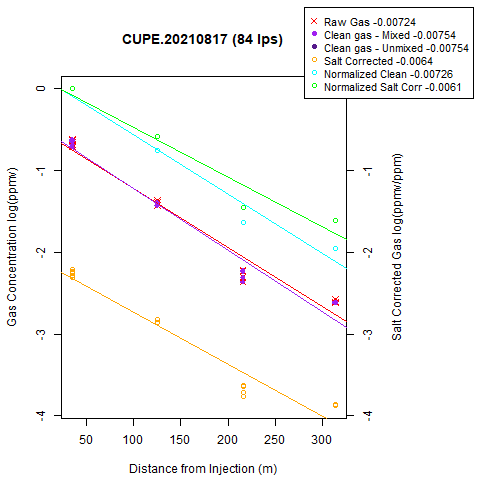 CUPE.20210817 (84 lps)
Raw Gas -0.00724
Clean gas - Mixed -0.00754
Clean gas - Unmixed -0.00754
Salt Corrected -0.0064
Normalized Clean -0.00726
Normalized Salt Corr -0.0061
Gas Concentration log(ppmv)
0
-1
-2
-3
-4
-1
-2
-3
-4
Salt Corrected Gas log(ppmv/ppm)
50 100 150 200 250 300
Distance from Injection (m)